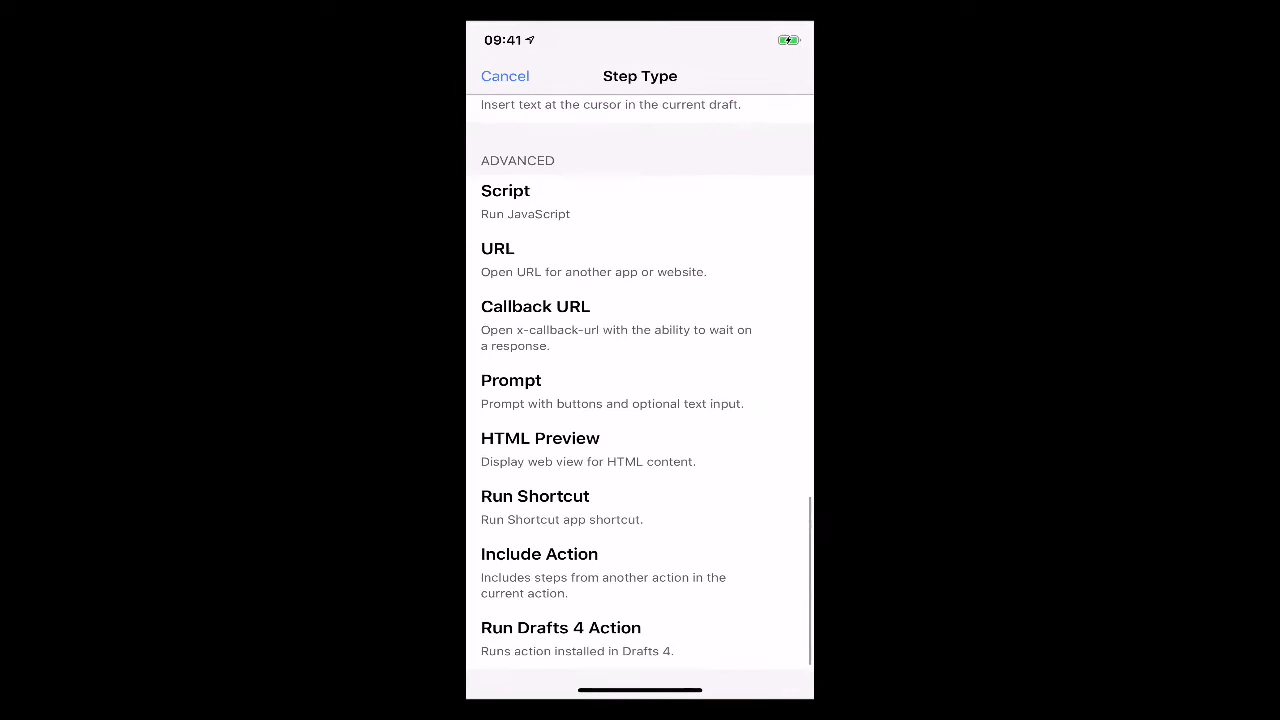 09:41
Cancel
Step Type
Insert text at the cursor in the current draft.
ADVANCED
Script
Run JavaScript
URL
Open URL for another app or website.
Callback URL
Open x-callback-url with the ability to wait on
a response.
Prompt
Prompt with buttons and optional text input.
HTML Preview
Display web view for HTML content.
Run Shortcut
Run Shortcut app shortcut.
Include Action
Includes steps from another action in the
current action.
Run Drafts 4 Action
Runs action installed in Drafts 4.